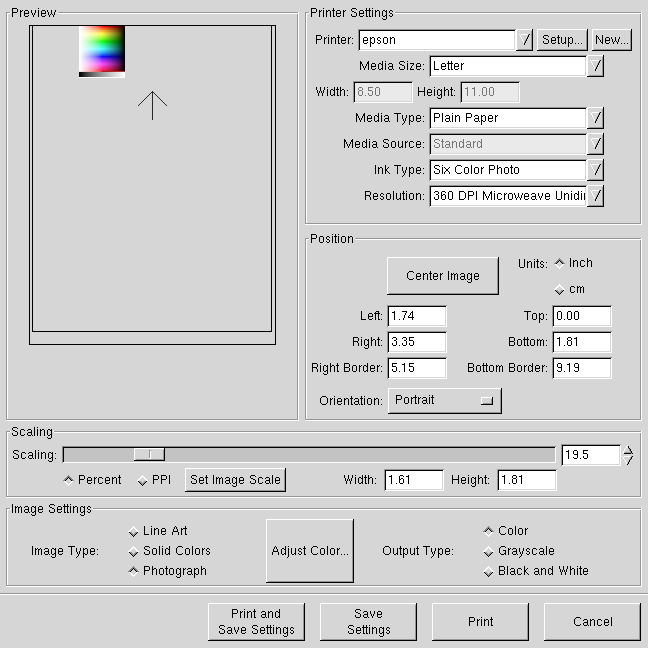 Preview
Printer Settings
Printer: epson Setup... New...
Media Size: Letter
Width: 8.50 Height: 11.00
Media Type: Plain Paper
Media Source: Standard
Ink Type: Six Color Photo
Resolution: 360 DPI Microweave Unidir
Position
Center Image Units: Inch
cm
Left: 1.74 Top: 0.00
Right: 3.35 Bottom: 1.81
Right Border: 5.15 Bottom Border: 9.19
Orientation: Portrait
Scaling
Scaling: 19.5
Percent PPI Set Image Scale Width: 1.61 Height: 1.81
Image Settings
Image Type: Line Art
Solid Colors
Photograph
Adjust Color...
Output Type: Color
Grayscale
Black and White
Print and
Save Settings
Save
Settings
Print
Cancel